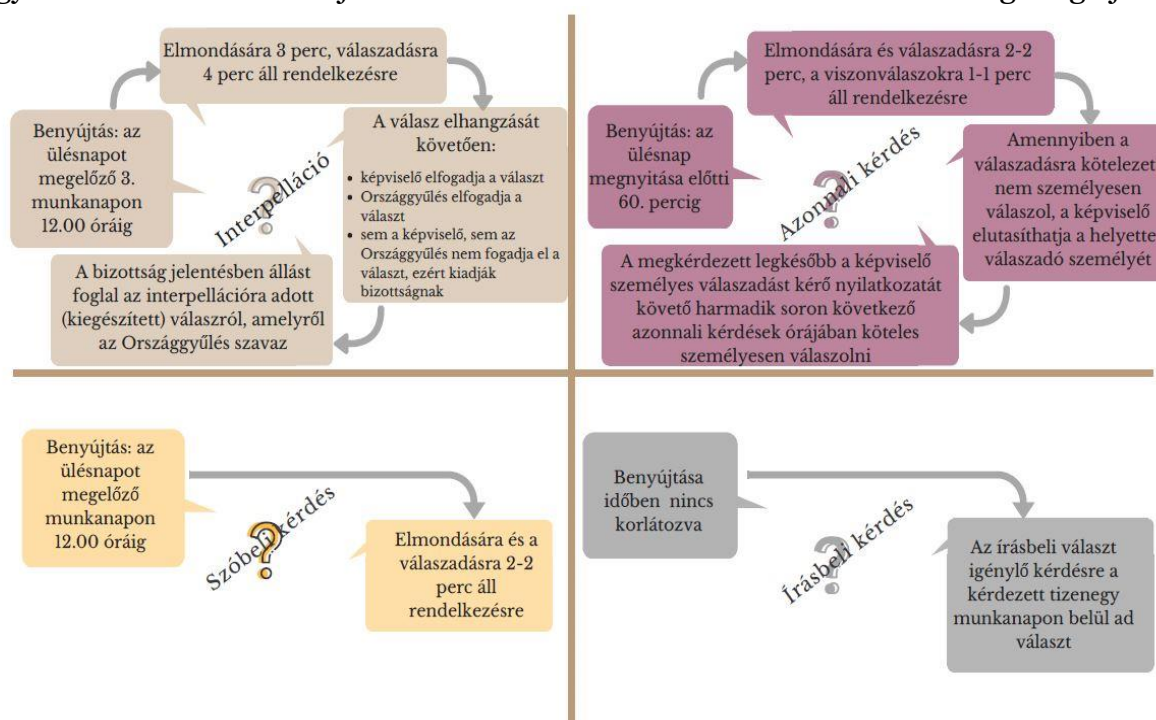 Elmondására 3 perc, válaszadásra
4 perc áll rendelkezésre
Benyújtás: az
ülésnapot
megelőző 3.
munkanapon
12.00 óráig
Interpelláció
A válasz elhangzását
követően:
• képviselő elfogadja a választ
• Országgyűlés elfogadja a
választ
• sem a képviselő, sem az
Országgyűlés nem fogadja el a
választ, ezért kiadják
bizottságnak
A bizottság jelentésben állást
foglal az interpellációra adott
(kiegészített) válaszról, amelyről
az Országgyűlés szavaz
Elmondására és válaszadásra 2-2
perc, a viszonválaszokra 1-1 perc
áll rendelkezésre
Benyújtás: az
ülésnap
megnyitása előtti
60. percig
Azonnali kérdés
Amennyiben a
válaszadásra kötelezet
nem személyesen
válaszol, a képviselő
elutasíthatja a helyette
válaszadó személyét
A megkérdezett legkésőbb a képviselő
személyes válaszadást kérő nyilatkozatát
követő harmadik soron következő
azonnali kérdések órájában köteles
személyesen válaszolni
Benyújtás: az
ülésnapot
megelőző
munkanapon
12.00 óráig
Szóbeli kérdés
Elmondására és a
válaszadásra 2-2
perc áll
rendelkezésre
Benyújtása
időben nincs
korlátozva
Írásbeli kérdés
Az írásbeli választ
igénylő kérdésre a
kérdezett tizenegy
munkanapon belül ad
választ